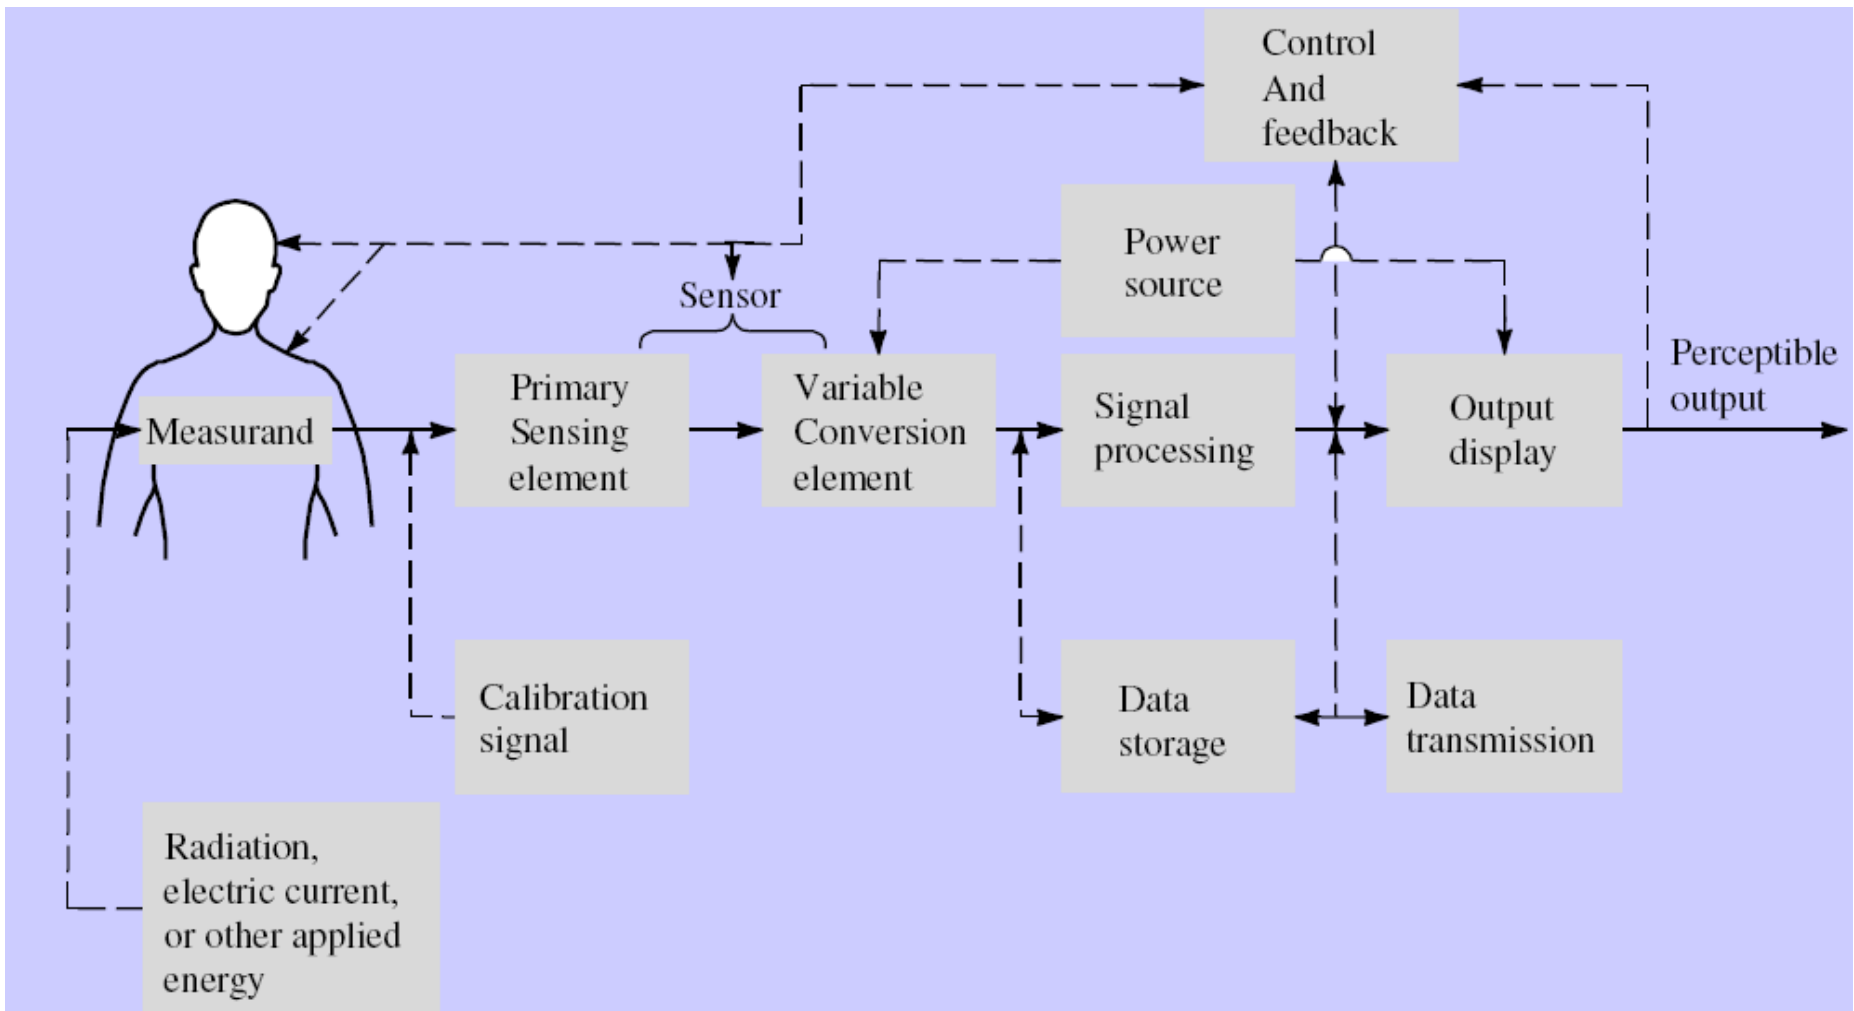 Control
And
feedback
Power
source
Sensor
Perceptible
output
Measurand
Primary
Sensing
element
Variable
Conversion
element
Signal
processing
Output
display
Calibration
signal
Data
storage
Data
transmission
Radiation,
electric current,
or other applied
energy